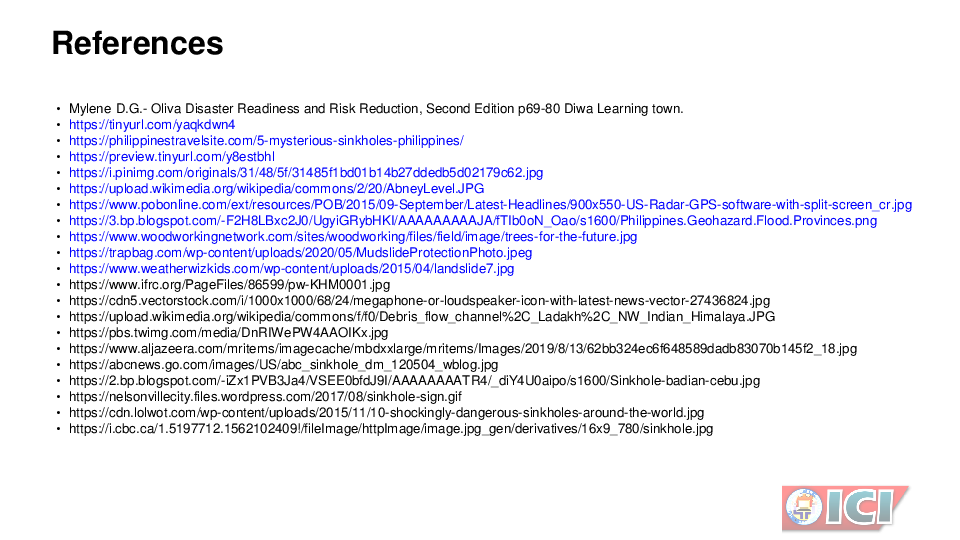 References
• Mylene D.G.- Oliva Disaster Readiness and Risk Reduction, Second Edition p69-80 Diwa Learning town.
• https://tinyurl.com/yaqkdwn4
• https://philippinestravelsite.com/5-mysterious-sinkholes-philippines/
• https://preview.tinyurl.com/y8estbhl
• https://i.pinimg.com/originals/31/48/5f/31485f1bd01b14b27ddedb5d02179c62.jpg
• https://upload.wikimedia.org/wikipedia/commons/2/20/AbneyLevel.JPG
• https://www.pobonline.com/ext/resources/POB/2015/09-September/Latest-Headlines/900x550-US-Radar-GPS-software-with-split-screen_cr.jpg
• https://3.bp.blogspot.com/-F2H8LBxc2J0/UgyiGRybHKI/AAAAAAAAAJA/fTIb0oN_Oao/s1600/Philippines.Geohazard.Flood.Provinces.png
• https://www.woodworkingnetwork.com/sites/woodworking/files/field/image/trees-for-the-future.jpg
• https://trapbag.com/wp-content/uploads/2020/05/MudslideProtectionPhoto.jpeg
• https://www.weatherwizkids.com/wp-content/uploads/2015/04/landslide7.jpg
• https://www.ifrc.org/PageFiles/86599/pw-KHM0001.jpg
• https://cdn5.vectorstock.com/i/1000x1000/68/24/megaphone-or-loudspeaker-icon-with-latest-news-vector-27436824.jpg
• https://upload.wikimedia.org/wikipedia/commons/f/f0/Debris_flow_channel%2C_Ladakh%2C_NW_Indian_Himalaya.JPG
• https://pbs.twimg.com/media/DnRIWePW4AAOIKx.jpg
• https://www.aljazeera.com/mritems/imagecache/mbdxxlarge/mritems/Images/2019/8/13/62bb324ec6f648589dadb83070b145f2_18.jpg
• https://abcnews.go.com/images/US/abc_sinkhole_dm_120504_wblog.jpg
• https://2.bp.blogspot.com/-iZx1PVB3Ja4/VSEE0bfdJ9I/AAAAAAAATR4/_diY4U0aipo/s1600/Sinkhole-badian-cebu.jpg
• https://nelsonvillecity.files.wordpress.com/2017/08/sinkhole-sign.gif
• https://cdn.lolwot.com/wp-content/uploads/2015/11/10-shockingly-dangerous-sinkholes-around-the-world.jpg
• https://i.cbc.ca/1.5197712.1562102409!/fileImage/httpImage/image.jpg_gen/derivatives/16x9_780/sinkhole.jpg
ICI